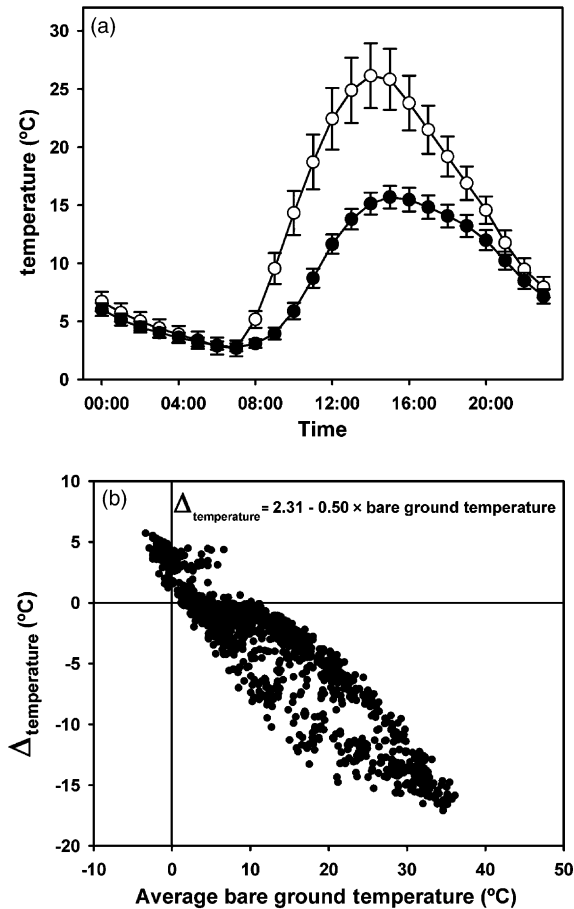 (a)
30
25
20
15
10
5
0
temperature (ºC)
00:00 04:00 08:00 12:00 16:00 20:00
Time
(b)
Δtemperature = 2.31 - 0.50 × bare ground temperature
10
5
0
-5
-10
-15
-20
Δtemperature (ºC)
-10 0 10 20 30 40 50
Average bare ground temperature (ºC)